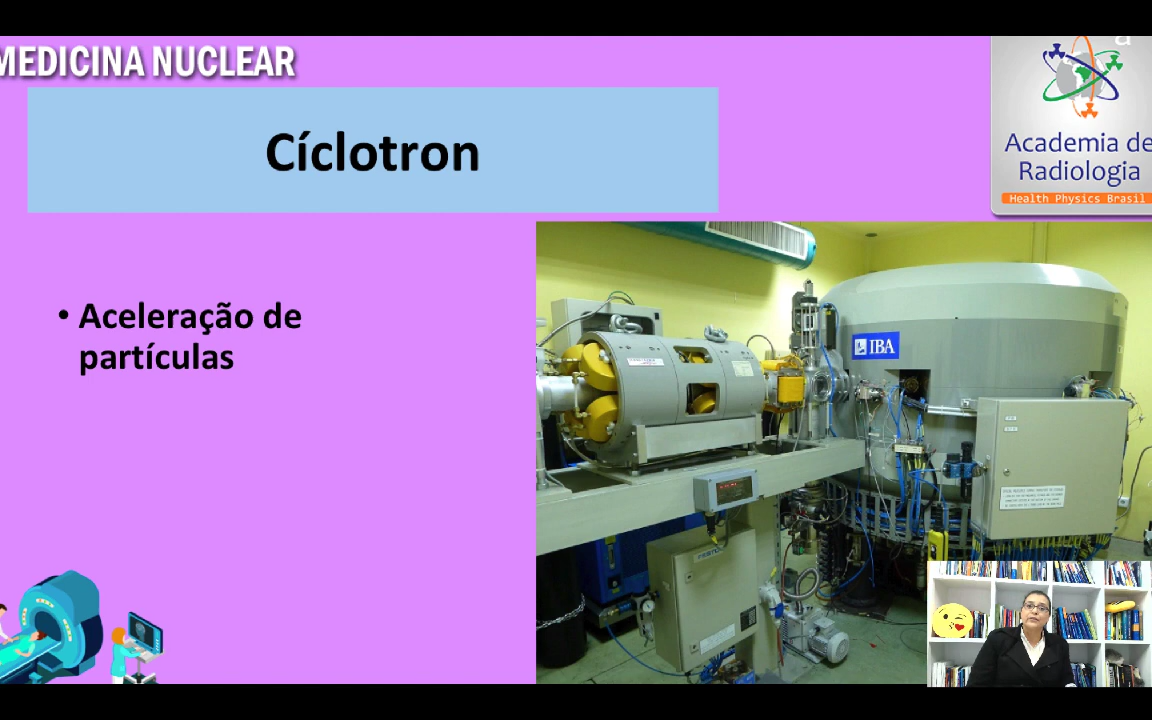 MEDICINA NUCLEAR
Cíclotron
Academia de
Radiologia
Health Physics Brasil
• Aceleração de
partículas
IBA